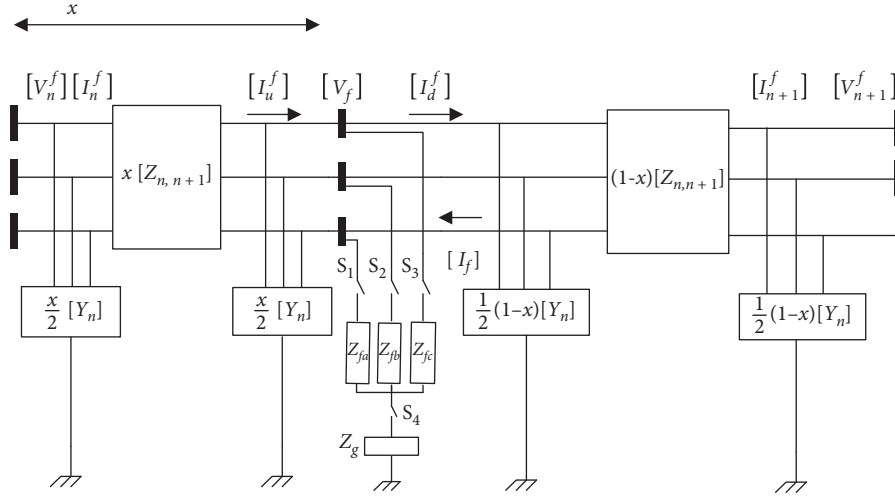 x
[V_n^f] [I_n^f] [I_u^f] [V_f] [I_d^f] [I_{n+1}^f] [V_{n+1}^f]
x [Z_{n, n+1}]
(1-x)[Z_{n,n+1}]
[I_f]
S_1 S_2 S_3
x/2 [Y_n]
x/2 [Y_n]
1/2 (1-x)[Y_n]
1/2 (1-x)[Y_n]
Z_{fa} Z_{fb} Z_{fc}
S_4
Z_g